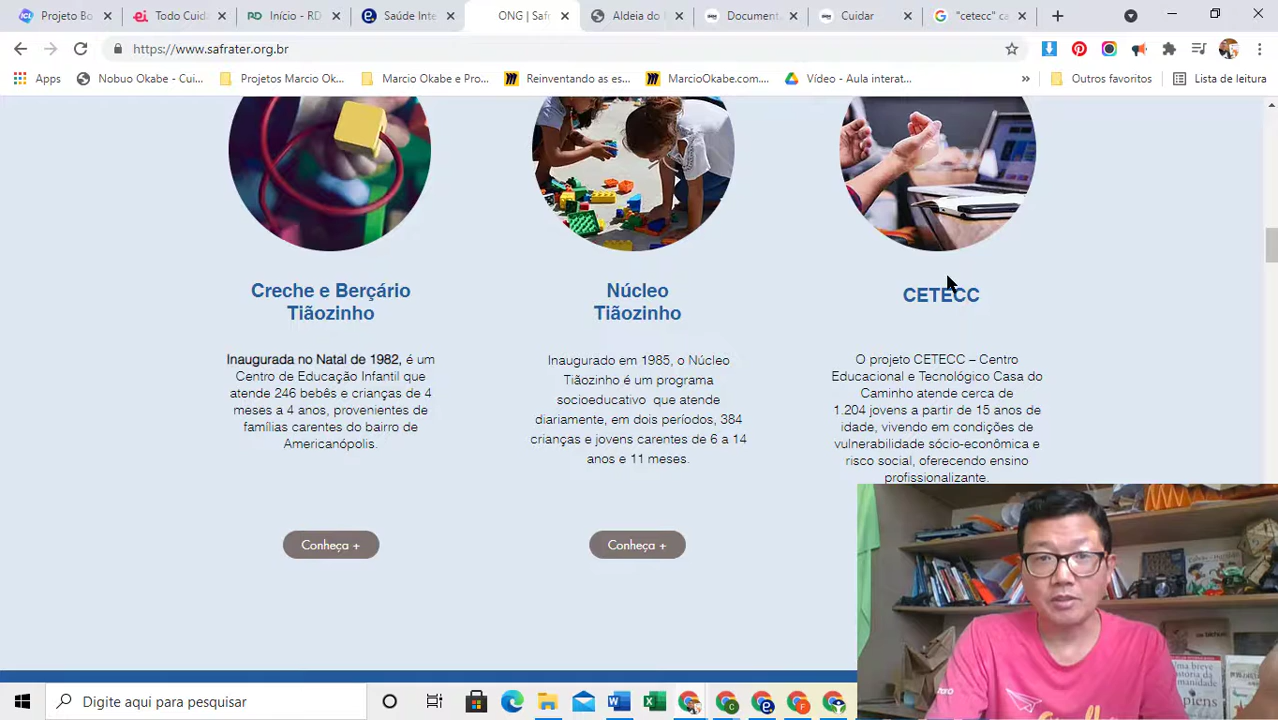 Projeto Bo
Todo Cuid
Início - RD
Saúde Inte
ONG | Safr
Aldeia do
Document
Cuidar
"cetecc" ca
https://www.safrater.org.br
Apps
Nobuo Okabe - Cui...
Projetos Marcio Ok...
Marcio Okabe e Pro...
Reinventando as es...
MarcioOkabe.com....
Vídeo - Aula interat...
»
Outros favoritos
Lista de leitura
Creche e Berçário
Tiãozinho
Inaugurada no Natal de 1982, é um
Centro de Educação Infantil que
atende 246 bebês e crianças de 4
meses a 4 anos, provenientes de
famílias carentes do bairro de
Americanópolis.
Conheça +
Núcleo
Tiãozinho
Inaugurado em 1985, o Núcleo
Tiãozinho é um programa
socioeducativo que atende
diariamente, em dois períodos, 384
crianças e jovens carentes de 6 a 14
anos e 11 meses.
Conheça +
CETECC
O projeto CETECC – Centro
Educacional e Tecnológico Casa do
Caminho atende cerca de
1.204 jovens a partir de 15 anos de
idade, vivendo em condições de
vulnerabilidade sócio-econômica e
risco social, oferecendo ensino
profissionalizante.
Uma breve
Digite aqui para pesquisar